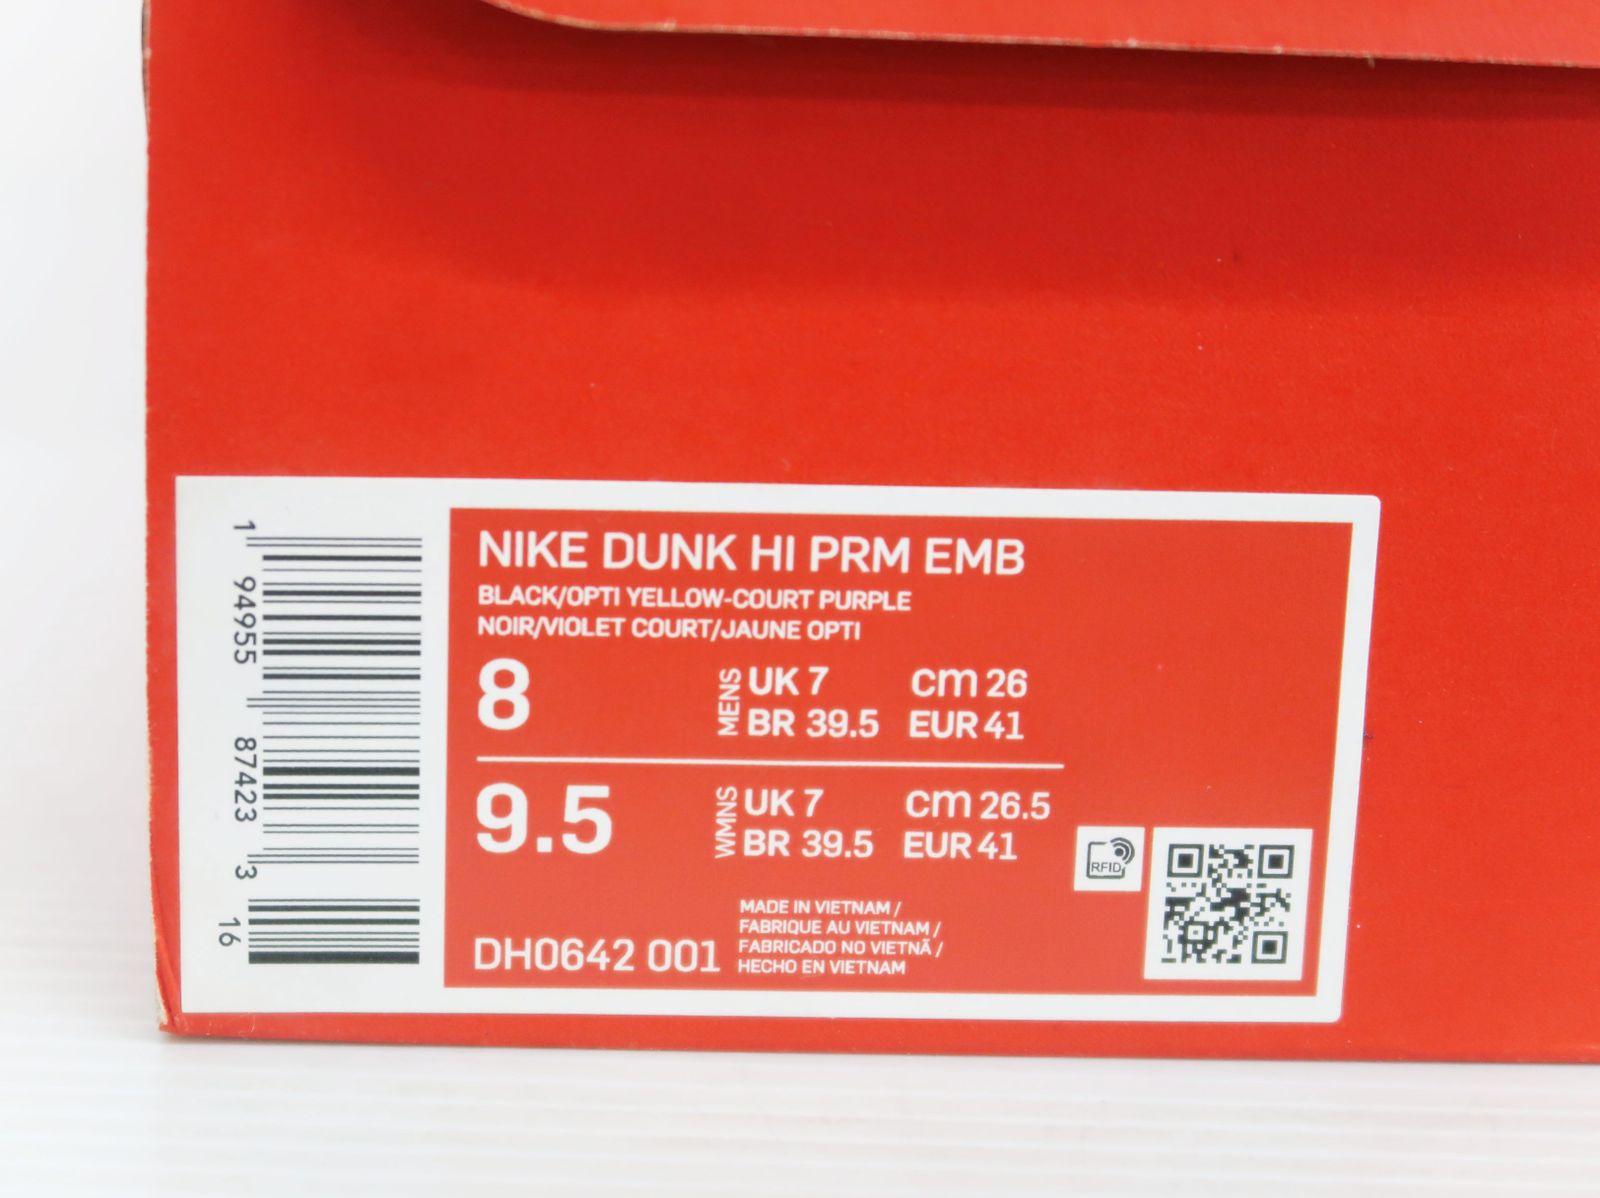 NIKE DUNK HI PRM EMB
BLACK/OPTI YELLOW-COURT PURPLE
NOIR/VIOLET COURT/JAUNE OPTI
8 MENS UK 7 cm 26
BR 39.5 EUR 41
9.5 WMNS UK 7 cm 26.5
BR 39.5 EUR 41
RFID
DH0642 001
MADE IN VIETNAM /
FABRIQUE AU VIETNAM /
FABRICADO NO VIETNÃ /
HECHO EN VIETNAM
1 94955 87423 3 16